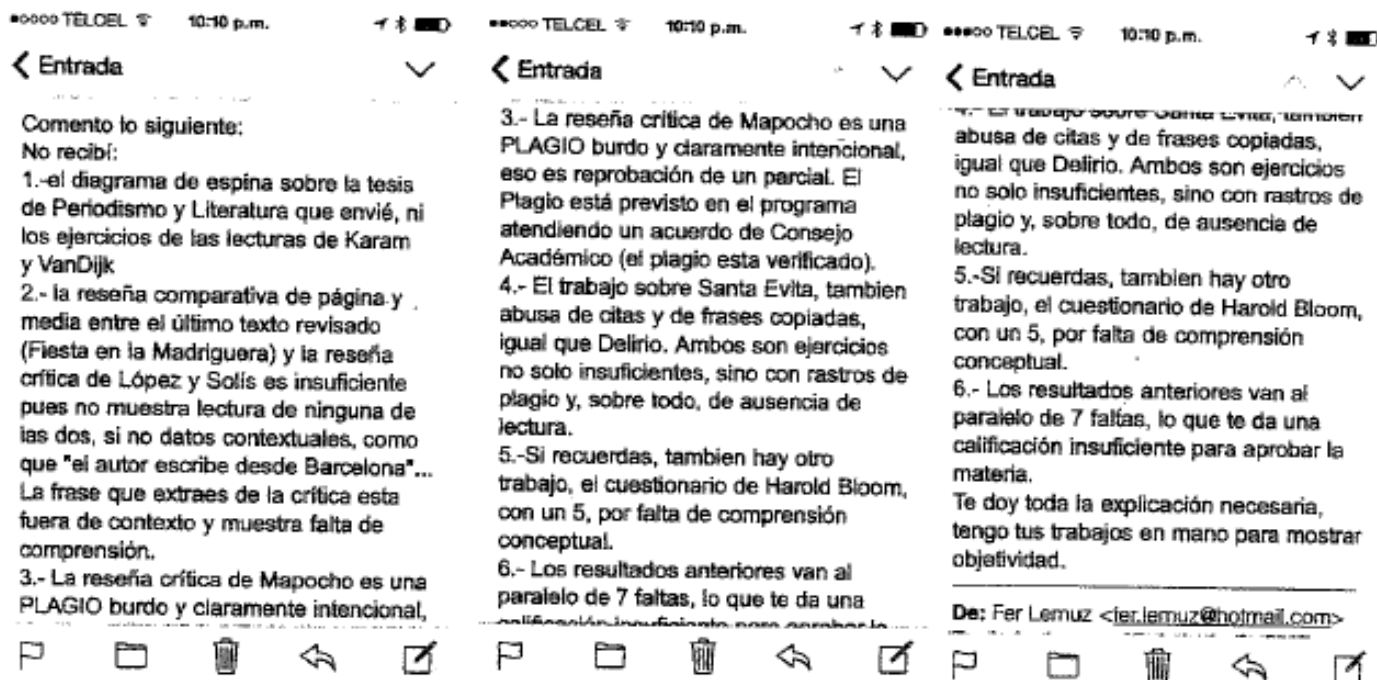 TELCEL 10:10 p.m.
Entrada
Comento lo siguiente:
No recibí:
1.-el diagrama de espina sobre la tesis
de Periodismo y Literatura que envié, ni
los ejercicios de las lecturas de Karam
y VanDijk
2.- la reseña comparativa de página y
media entre el último texto revisado
(Fiesta en la Madriguera) y la reseña
crítica de López y Solís es insuficiente
pues no muestra lectura de ninguna de
las dos, si no datos contextuales, como
que "el autor escribe desde Barcelona"...
La frase que extraes de la crítica esta
fuera de contexto y muestra falta de
comprensión.
3.- La reseña crítica de Mapocho es una
PLAGIO burdo y claramente intencional,
TELCEL 10:10 p.m.
Entrada
3.- La reseña crítica de Mapocho es una
PLAGIO burdo y claramente intencional,
eso es reprobación de un parcial. El
Plagio está previsto en el programa
atendiendo un acuerdo de Consejo
Académico (el plagio esta verificado).
4.- El trabajo sobre Santa Evita, tambien
abusa de citas y de frases copiadas,
igual que Delirio. Ambos son ejercicios
no solo insuficientes, sino con rastros de
plagio y, sobre todo, de ausencia de
lectura.
5.-Si recuerdas, tambien hay otro
trabajo, el cuestionario de Harold Bloom,
con un 5, por falta de comprensión
conceptual.
6.- Los resultados anteriores van al
paralelo de 7 faltas, lo que te da una
calificación insuficiente para aprobar la
TELCEL 10:10 p.m.
Entrada
4.- El trabajo sobre Santa Evita, tambien
abusa de citas y de frases copiadas,
igual que Delirio. Ambos son ejercicios
no solo insuficientes, sino con rastros de
plagio y, sobre todo, de ausencia de
lectura.
5.-Si recuerdas, tambien hay otro
trabajo, el cuestionario de Harold Bloom,
con un 5, por falta de comprensión
conceptual.
6.- Los resultados anteriores van al
paralelo de 7 faltas, lo que te da una
calificación insuficiente para aprobar la
materia.
Te doy toda la explicación necesaria,
tengo tus trabajos en mano para mostrar
objetividad.
De: Fer Lemuz <fer.lemuz@hotmail.com>